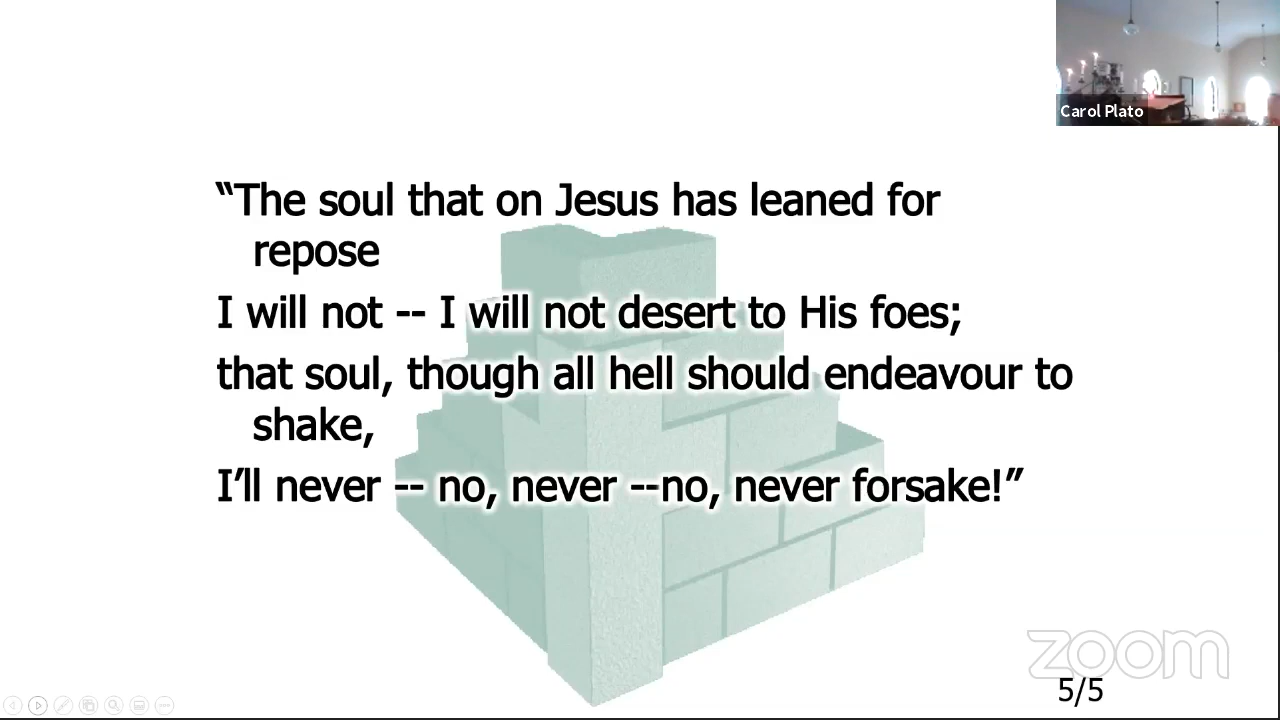 Carol Plato
“The soul that on Jesus has leaned for
repose
I will not -- I will not desert to His foes;
that soul, though all hell should endeavour to
shake,
I’ll never -- no, never --no, never forsake!”
zoom
5/5